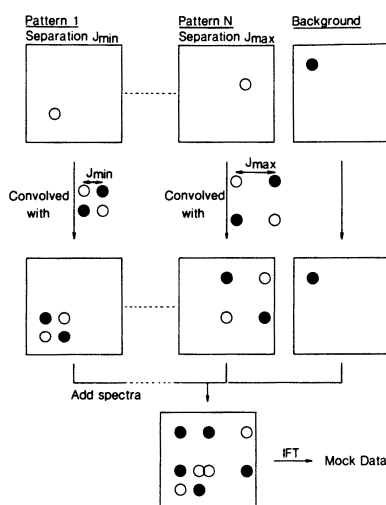 Pattern 1
Separation Jmin
Pattern N
Separation Jmax
Background
Convolved
with
Jmin
Convolved
with
Jmax
Add spectra
IFT
Mock Data